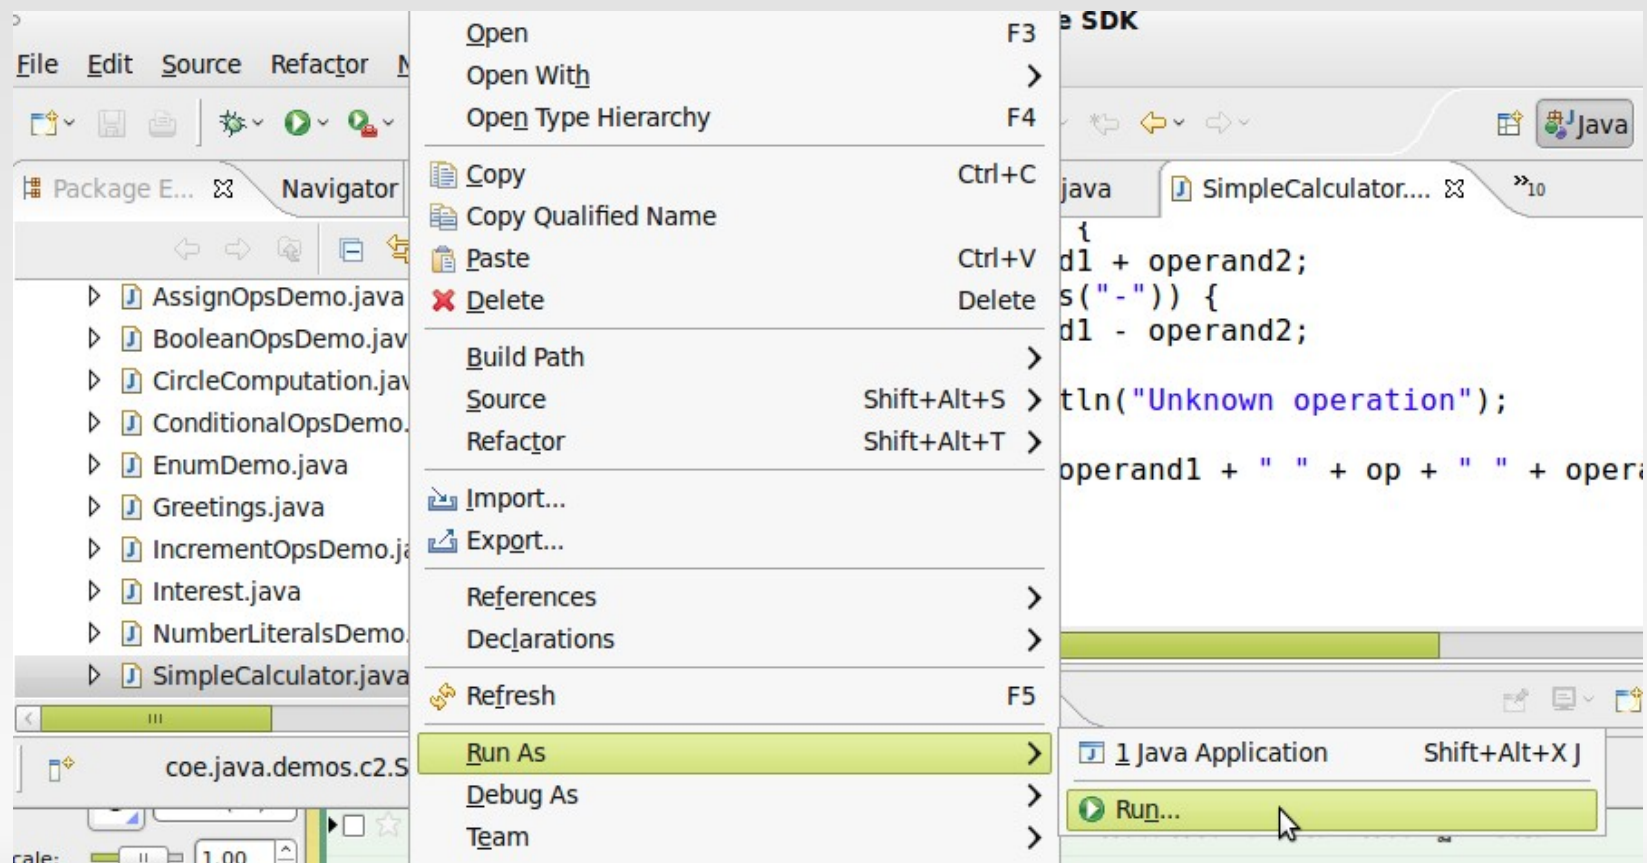 e SDK
File Edit Source Refactor N
Java
Package E... Navigator
java SimpleCalculator.... »10
AssignOpsDemo.java
BooleanOpsDemo.jav
CircleComputation.jav
ConditionalOpsDemo.
EnumDemo.java
Greetings.java
IncrementOpsDemo.ja
Interest.java
NumberLiteralsDemo.
SimpleCalculator.java
coe.java.demos.c2.S
cale: 1.00
Open F3
Open With
Open Type Hierarchy F4
Copy Ctrl+C
Copy Qualified Name
Paste Ctrl+V
Delete Delete
Build Path
Source Shift+Alt+S
Refactor Shift+Alt+T
Import...
Export...
References
Declarations
Refresh F5
Run As
Debug As
Team
{
d1 + operand2;
s("-")) {
d1 - operand2;
tln("Unknown operation");
operand1 + " " + op + " " + opera
1 Java Application Shift+Alt+X J
Run...